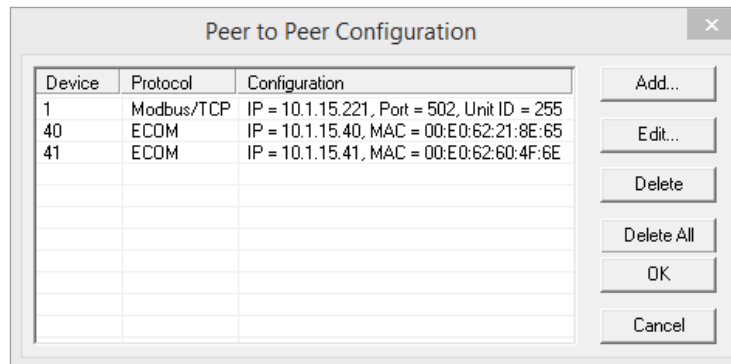 Peer to Peer Configuration
Device Protocol Configuration
1 Modbus/TCP IP = 10.1.15.221, Port = 502, Unit ID = 255
40 ECOM IP = 10.1.15.40, MAC = 00:E0:62:21:8E:65
41 ECOM IP = 10.1.15.41, MAC = 00:E0:62:60:4F:6E
Add...
Edit...
Delete
Delete All
OK
Cancel